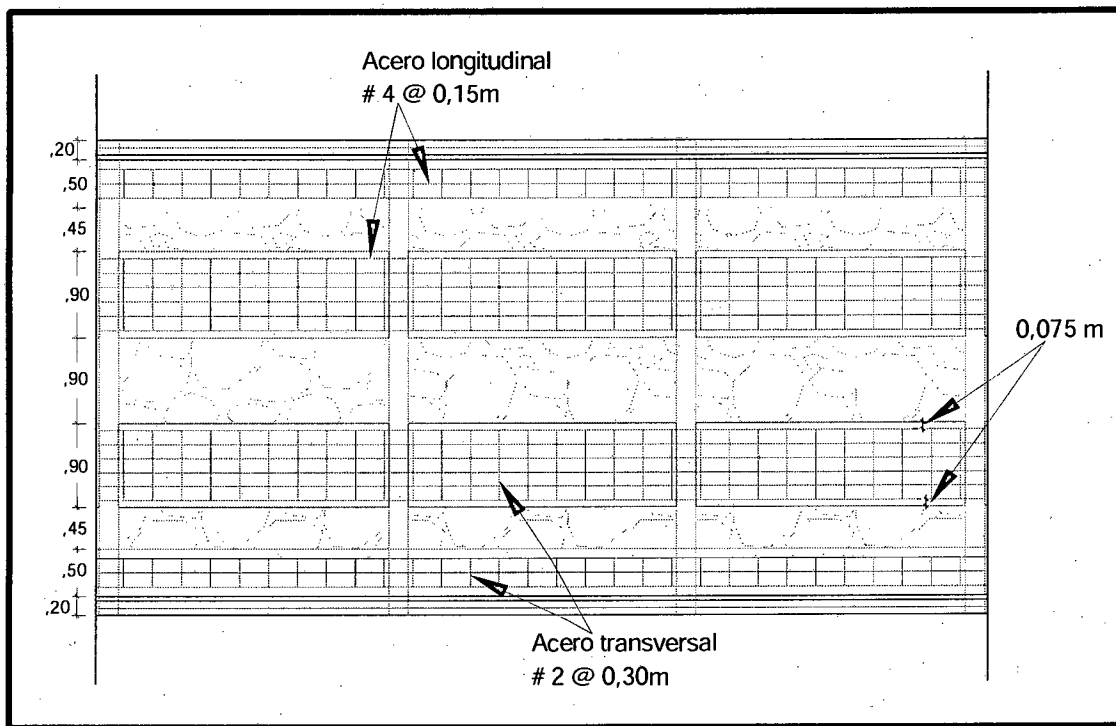 Acero longitudinal
# 4 @ 0,15m
,20
,50
,45
,90
,90
0,075 m
,90
,45
,50
,20
Acero transversal
# 2 @ 0,30m